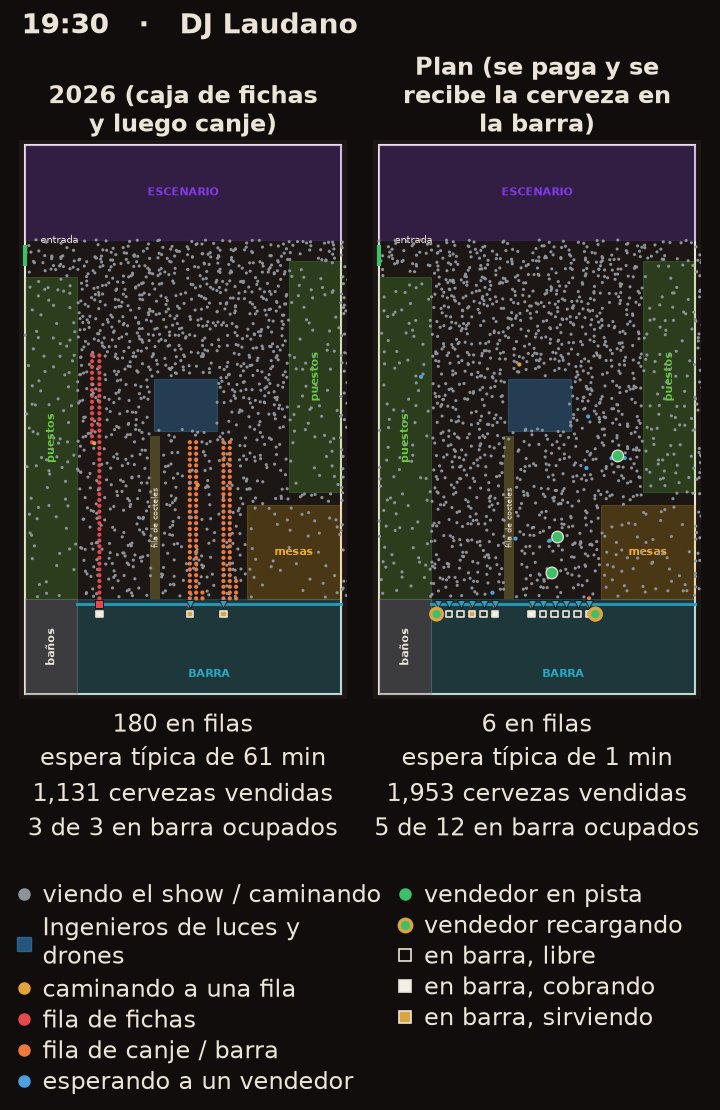 19:30 · DJ Laudano
2026 (caja de fichas
y luego canje)
Plan (se paga y se
recibe la cerveza en
la barra)
ESCENARIO
entrada
puestos
puestos
fila de cocteles
mesas
baños
BARRA
ESCENARIO
entrada
puestos
puestos
fila de cocteles
mesas
baños
BARRA
180 en filas
espera típica de 61 min
1,131 cervezas vendidas
3 de 3 en barra ocupados
6 en filas
espera típica de 1 min
1,953 cervezas vendidas
5 de 12 en barra ocupados
viendo el show / caminando
Ingenieros de luces y
drones
caminando a una fila
fila de fichas
fila de canje / barra
esperando a un vendedor
vendedor en pista
vendedor recargando
en barra, libre
en barra, cobrando
en barra, sirviendo